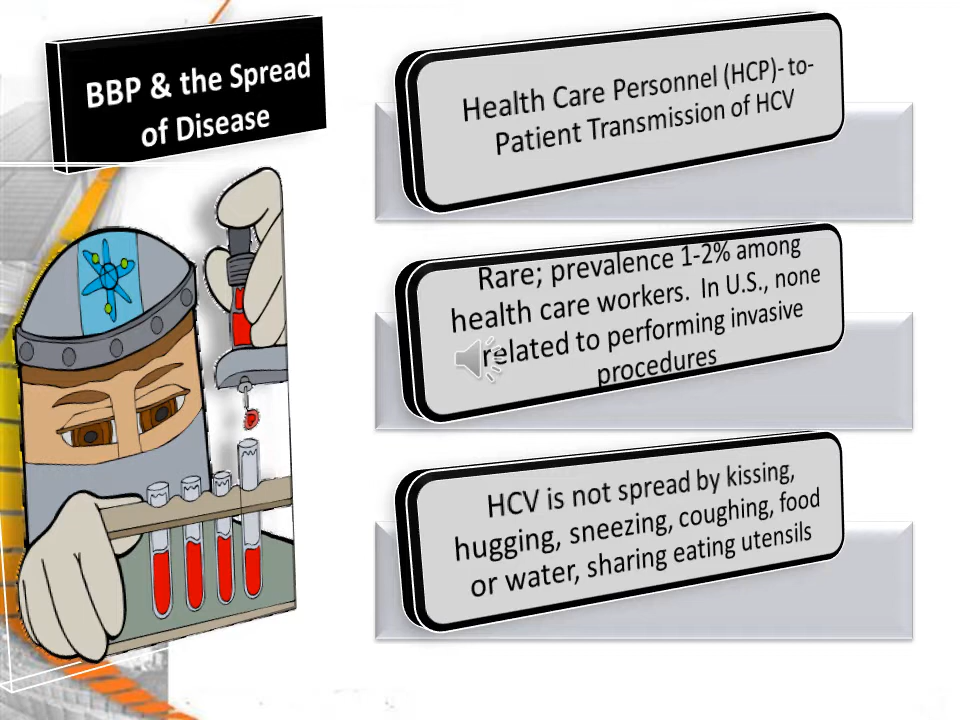 BBP & the Spread
of Disease
Health Care Personnel (HCP)- to-
Patient Transmission of HCV
Rare; prevalence 1-2% among
health care workers. In U.S., none
related to performing invasive
procedures
HCV is not spread by kissing,
hugging, sneezing, coughing, food
or water, sharing eating utensils